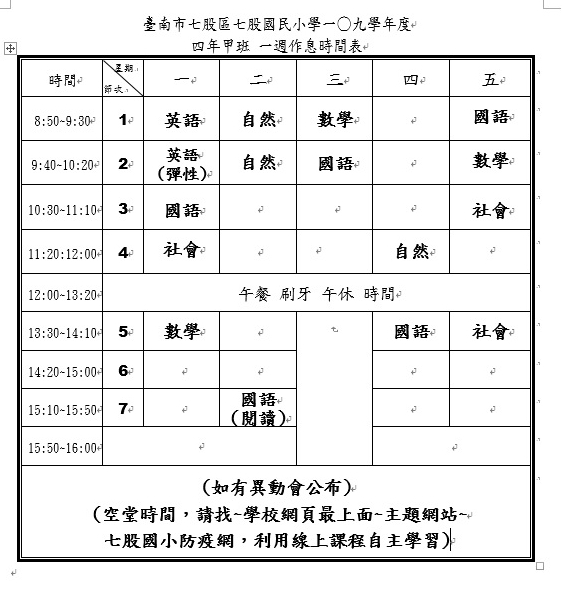 臺南市七股區七股國民小學一〇九學年度
四年甲班 一週作息時間表
時間 星期 節次 一 二 三 四 五
8:50~9:30 1 英語 自然 數學 國語
9:40~10:20 2 英語 (彈性) 自然 國語 數學
10:30~11:10 3 國語 社會
11:20:12:00 4 社會 自然
12:00~13:20 午餐 刷牙 午休 時間
13:30~14:10 5 數學 國語 社會
14:20~15:00 6
15:10~15:50 7 國語 (閱讀)
15:50~16:00
(如有異動會公布)
(空堂時間，請找~學校網頁最上面~主題網站~
七股國小防疫網，利用線上課程自主學習)